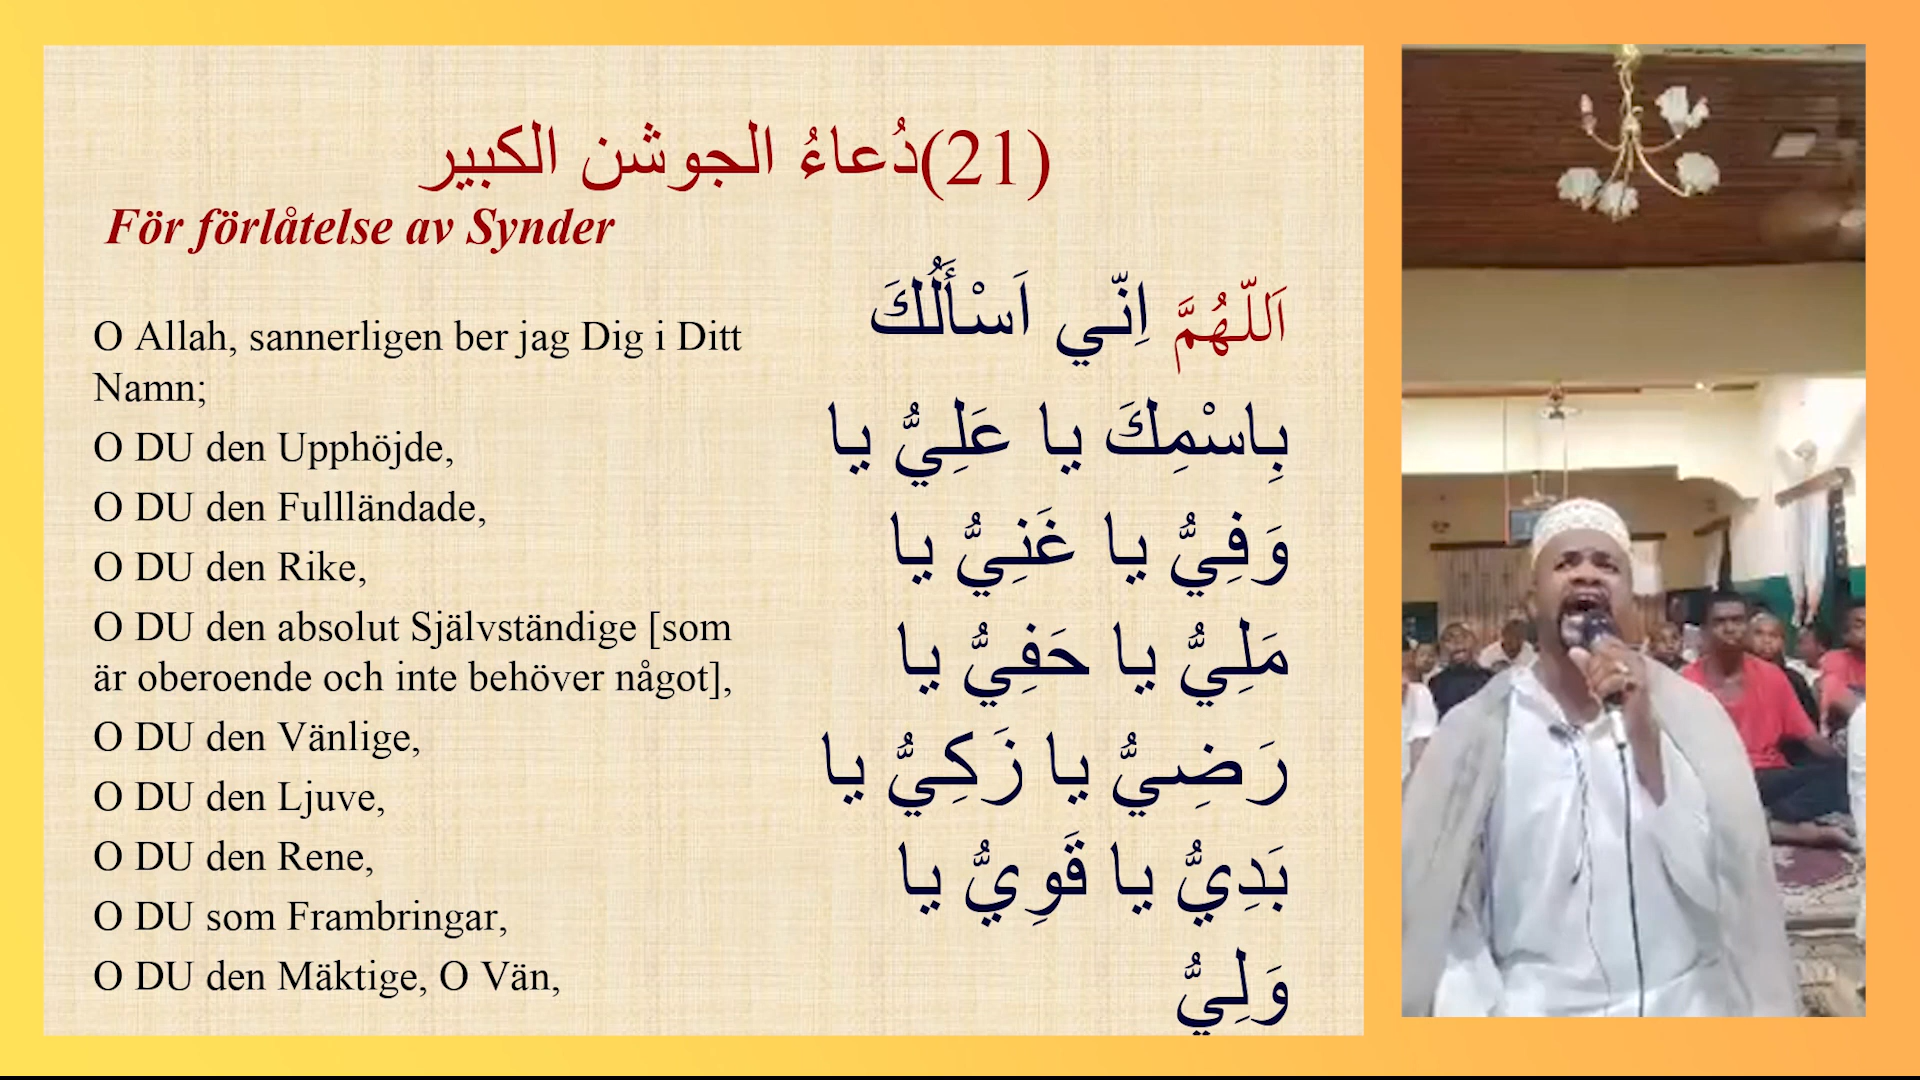 (21)دُعاءُ الجوشن الكبير
För förlåtelse av Synder
O Allah, sannerligen ber jag Dig i Ditt
Namn;
O DU den Upphöjde,
O DU den Fullländade,
O DU den Rike,
O DU den absolut Självständige [som
är oberoende och inte behöver något],
O DU den Vänlige,
O DU den Ljuve,
O DU den Rene,
O DU som Frambringar,
O DU den Mäktige, O Vän,
اَللّهُمَّ اِنّي اَسْأَلُكَ
بِاسْمِكَ يا عَلِيُّ يا
وَفِيُّ يا غَنِيُّ يا
مَلِيُّ يا حَفِيُّ يا
رَضِيُّ يا زَكِيُّ يا
بَدِيُّ يا قَوِيُّ يا
وَلِيُّ